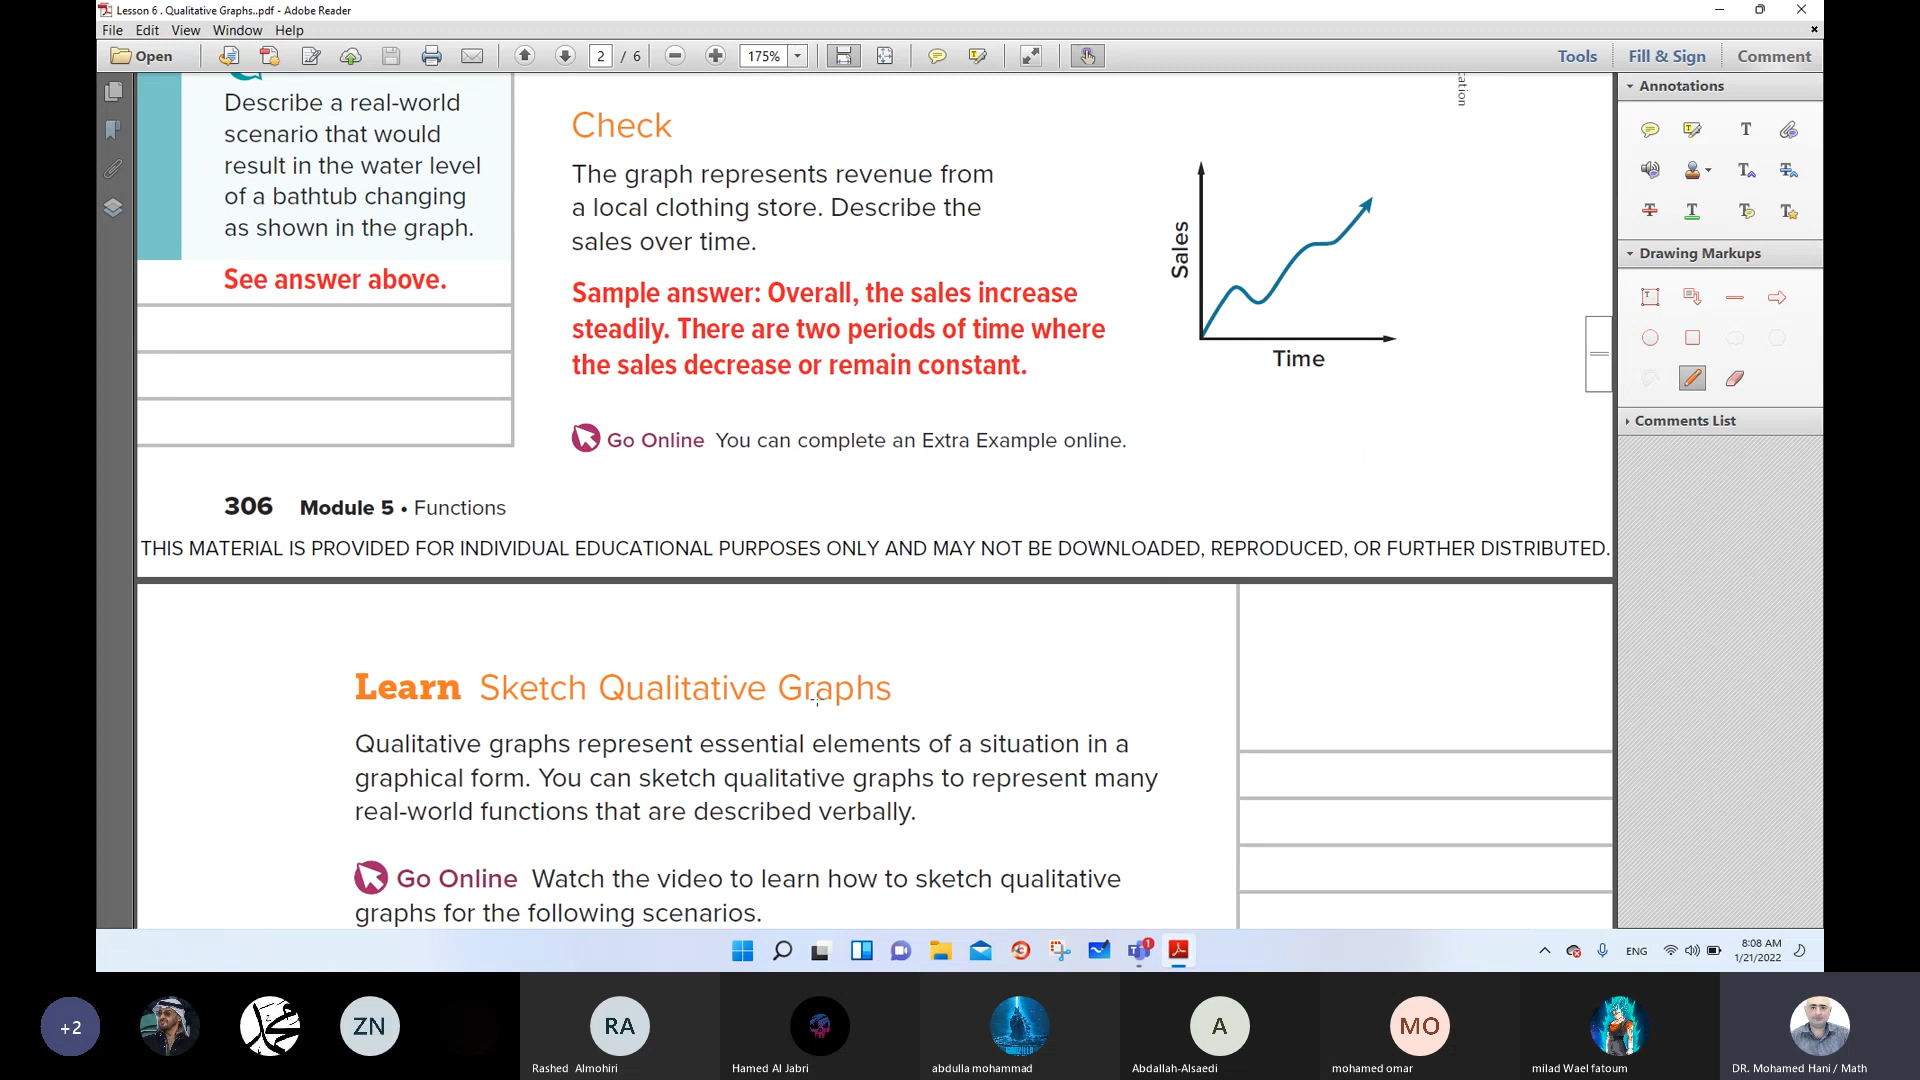 Lesson 6 . Qualitative Graphs..pdf - Adobe Reader
File Edit View Window Help
Open
2 / 6
175%
Tools
Fill & Sign
Comment
cation
Describe a real-world
scenario that would
result in the water level
of a bathtub changing
as shown in the graph.
See answer above.
Check
The graph represents revenue from
a local clothing store. Describe the
sales over time.
Sample answer: Overall, the sales increase
steadily. There are two periods of time where
the sales decrease or remain constant.
Sales
Time
Go Online You can complete an Extra Example online.
306 Module 5 • Functions
THIS MATERIAL IS PROVIDED FOR INDIVIDUAL EDUCATIONAL PURPOSES ONLY AND MAY NOT BE DOWNLOADED, REPRODUCED, OR FURTHER DISTRIBUTED.
Learn Sketch Qualitative Graphs
Qualitative graphs represent essential elements of a situation in a
graphical form. You can sketch qualitative graphs to represent many
real-world functions that are described verbally.
Go Online Watch the video to learn how to sketch qualitative
graphs for the following scenarios.
Annotations
Drawing Markups
Comments List
1
ENG
8:08 AM
1/21/2022
+2
ZN
RA
A
MO
Rashed Almohiri
Hamed Al Jabri
abdulla mohammad
Abdallah-Alsaedi
mohamed omar
milad Wael fatoum
DR. Mohamed Hani / Math